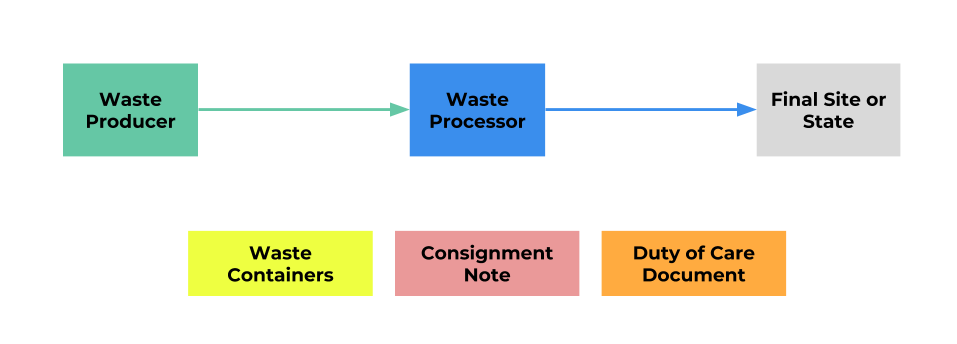 Waste
Producer
Waste
Processor
Final Site or
State
Waste
Containers
Consignment
Note
Duty of Care
Document